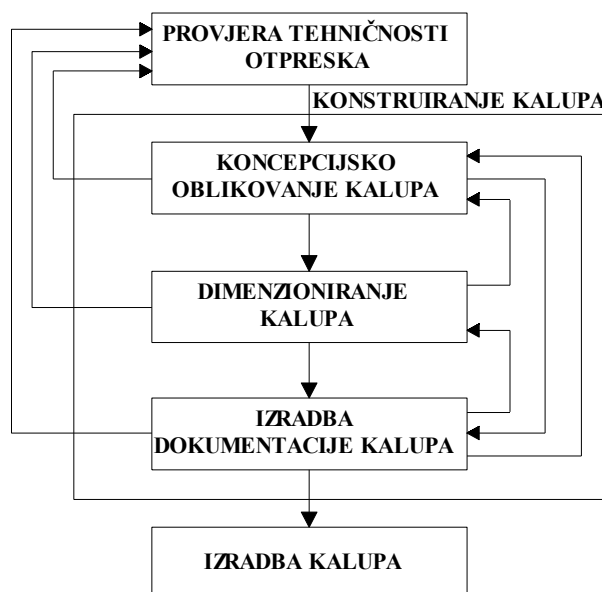 PROVJERA TEHNIČNOSTI
OTPRESKA
KONSTRUIRANJE KALUPA
KONCEPCIJSKO
OBLIKOVANJE KALUPA
DIMENZIONIRANJE
KALUPA
IZRADBA
DOKUMENTACIJE KALUPA
IZRADBA KALUPA